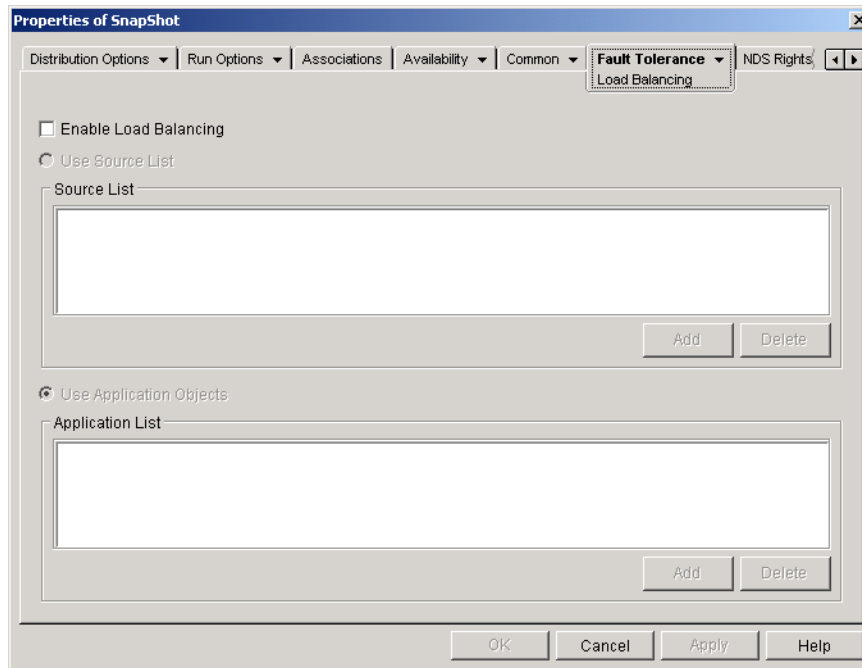 Properties of SnapShot
Distribution Options Run Options Associations Availability Common Fault Tolerance NDS Rights
Load Balancing
Enable Load Balancing
Use Source List
Source List
Add Delete
Use Application Objects
Application List
Add Delete
OK Cancel Apply Help